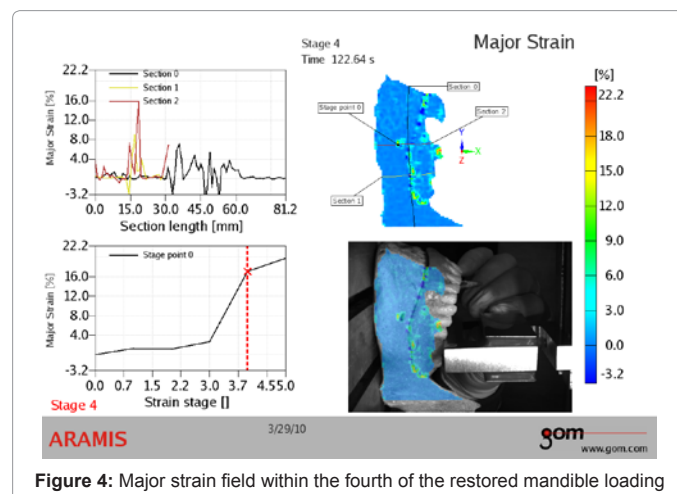 Stage 4
Time 122.64 s
Major Strain
22.2
16.0
12.0
8.0
4.0
-3.2
Major Strain [%]
Section 0
Section 1
Section 2
0.0 15.0 30.0 45.0 60.0 81.2
Section length [mm]
Section 0
Stage point 0
Section 2
Section 1
Y
X
Z
[%]
22.2
18.0
15.0
12.0
9.0
6.0
3.0
0.0
-3.2
22.2
16.0
12.0
8.0
4.0
-3.2
Major Strain [%]
Stage point 0
0.0 0.7 1.5 2.2 3.0 3.7 4.55.0
Strain stage []
Stage 4
ARAMIS
3/29/10
gom
www.gom.com
Figure 4: Major strain field within the fourth of the restored mandible loading